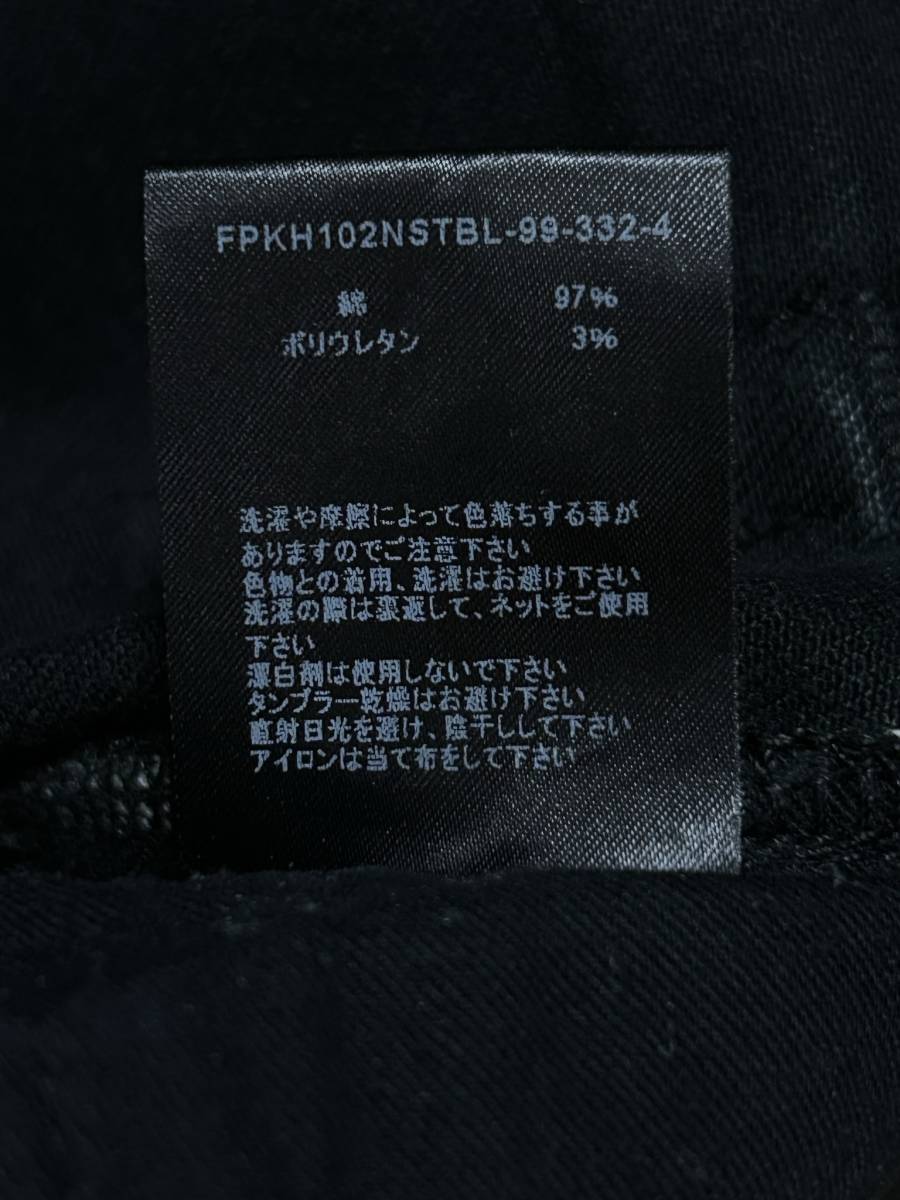 FPKH102NSTBL-99-332-4
綿 97%
ポリウレタン 3%
洗濯や摩擦によって色落ちする事が
ありますのでご注意下さい
色物との着用、洗濯はお避け下さい
洗濯の際は裏返して、ネットをご使用
下さい
漂白剤は使用しないで下さい
タンブラー乾燥はお避け下さい
直射日光を避け、陰干しして下さい
アイロンは当て布をして下さい